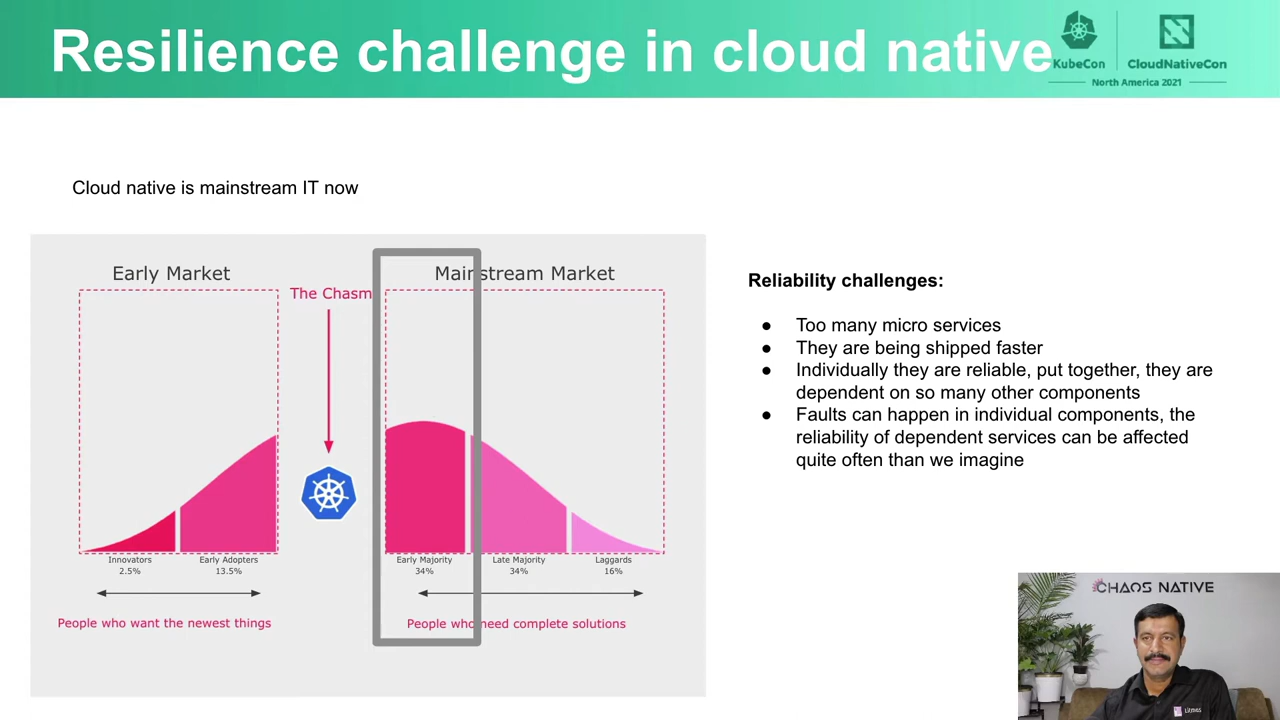 Resilience challenge in cloud native
KubeCon
CloudNativeCon
North America 2021
Cloud native is mainstream IT now
Early Market
Mainstream Market
The Chasm
Innovators
2.5%
Early Adopters
13.5%
Early Majority
34%
Late Majority
34%
Laggards
16%
People who want the newest things
People who need complete solutions
Reliability challenges:
● Too many micro services
● They are being shipped faster
● Individually they are reliable, put together, they are
dependent on so many other components
● Faults can happen in individual components, the
reliability of dependent services can be affected
quite often than we imagine
CHAOS NATIVE
Litmus